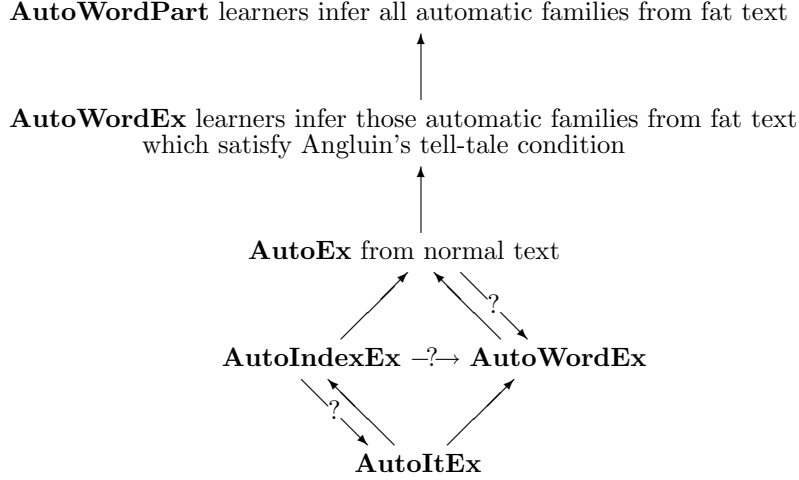 AutoWordPart learners infer all automatic families from fat text
AutoWordEx learners infer those automatic families from fat text
which satisfy Angluin's tell-tale condition
AutoEx from normal text
?
AutoIndexEx –?→ AutoWordEx
?
AutoItEx